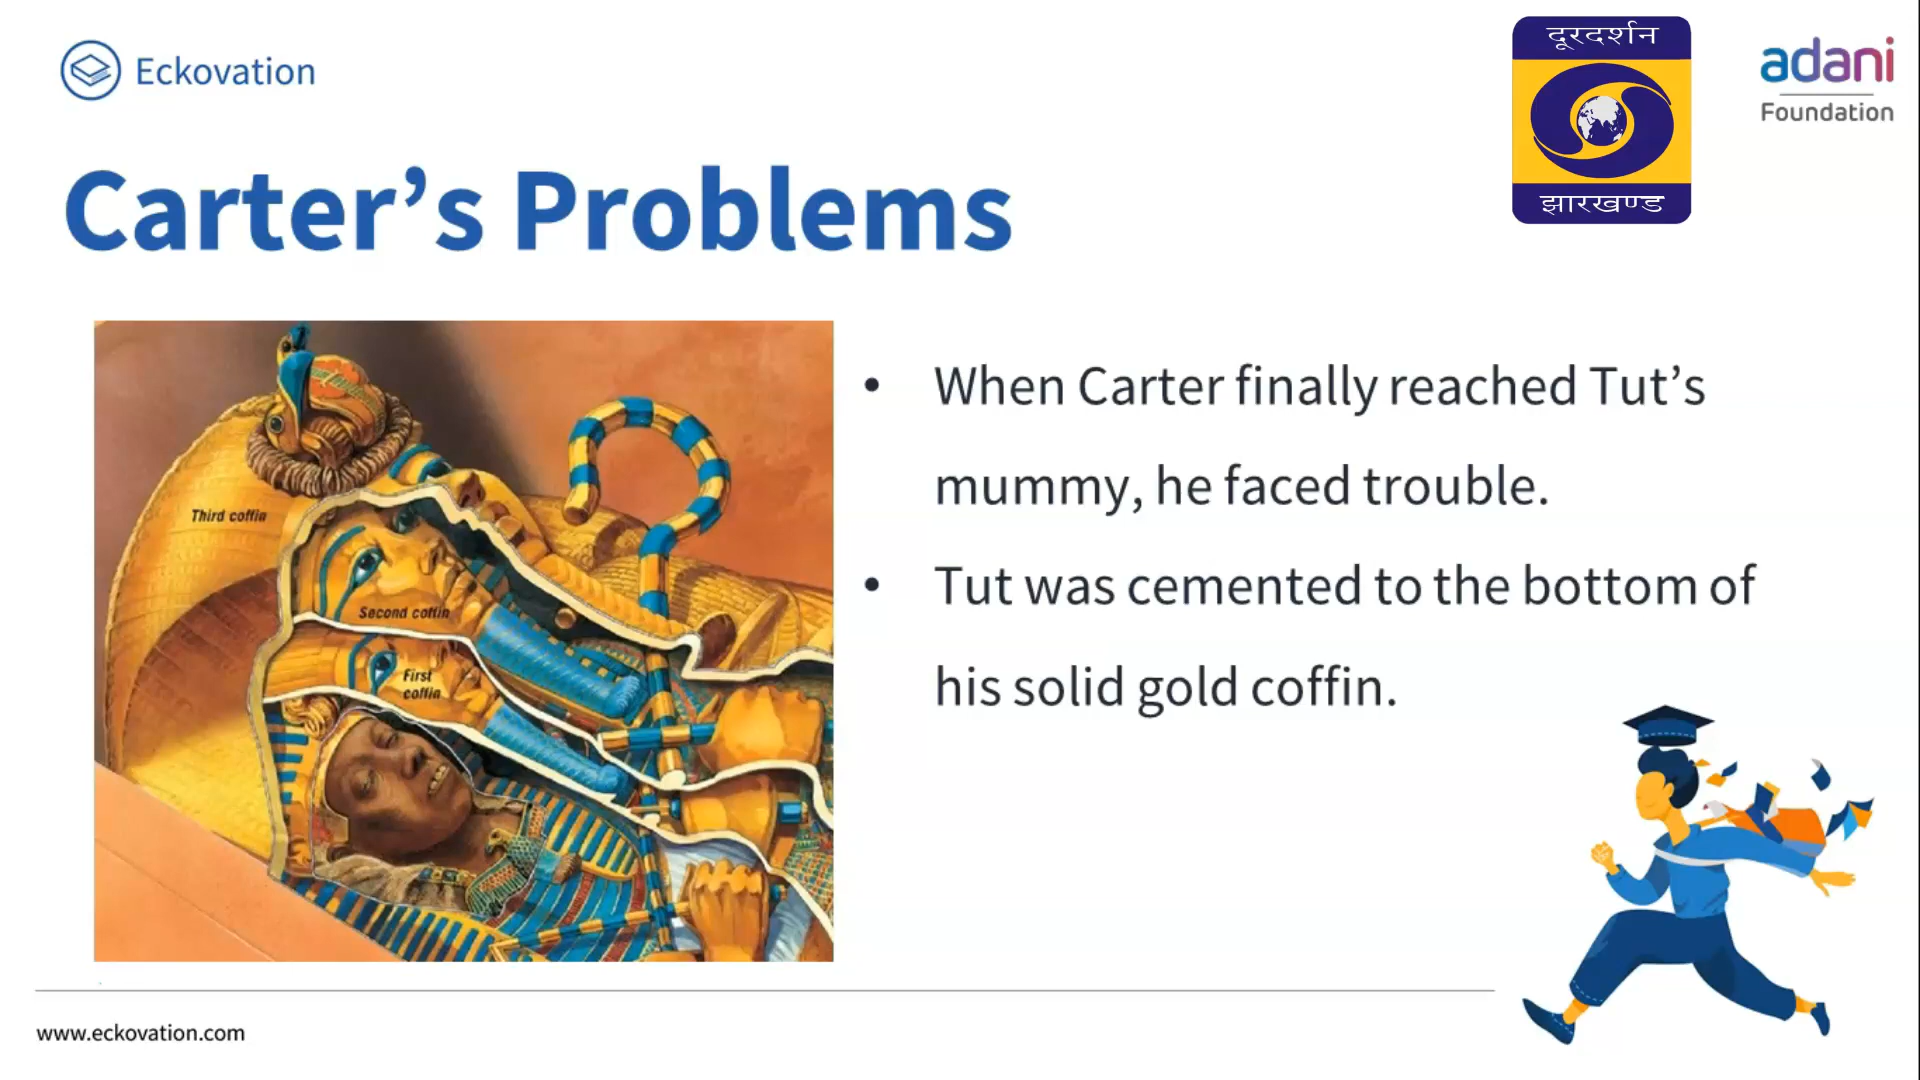 Eckovation
दूरदर्शन
झारखण्ड
adani
Foundation
Carter’s Problems
Third coffin
Second coffin
First
coffin
• When Carter finally reached Tut’s
mummy, he faced trouble.
• Tut was cemented to the bottom of
his solid gold coffin.
www.eckovation.com